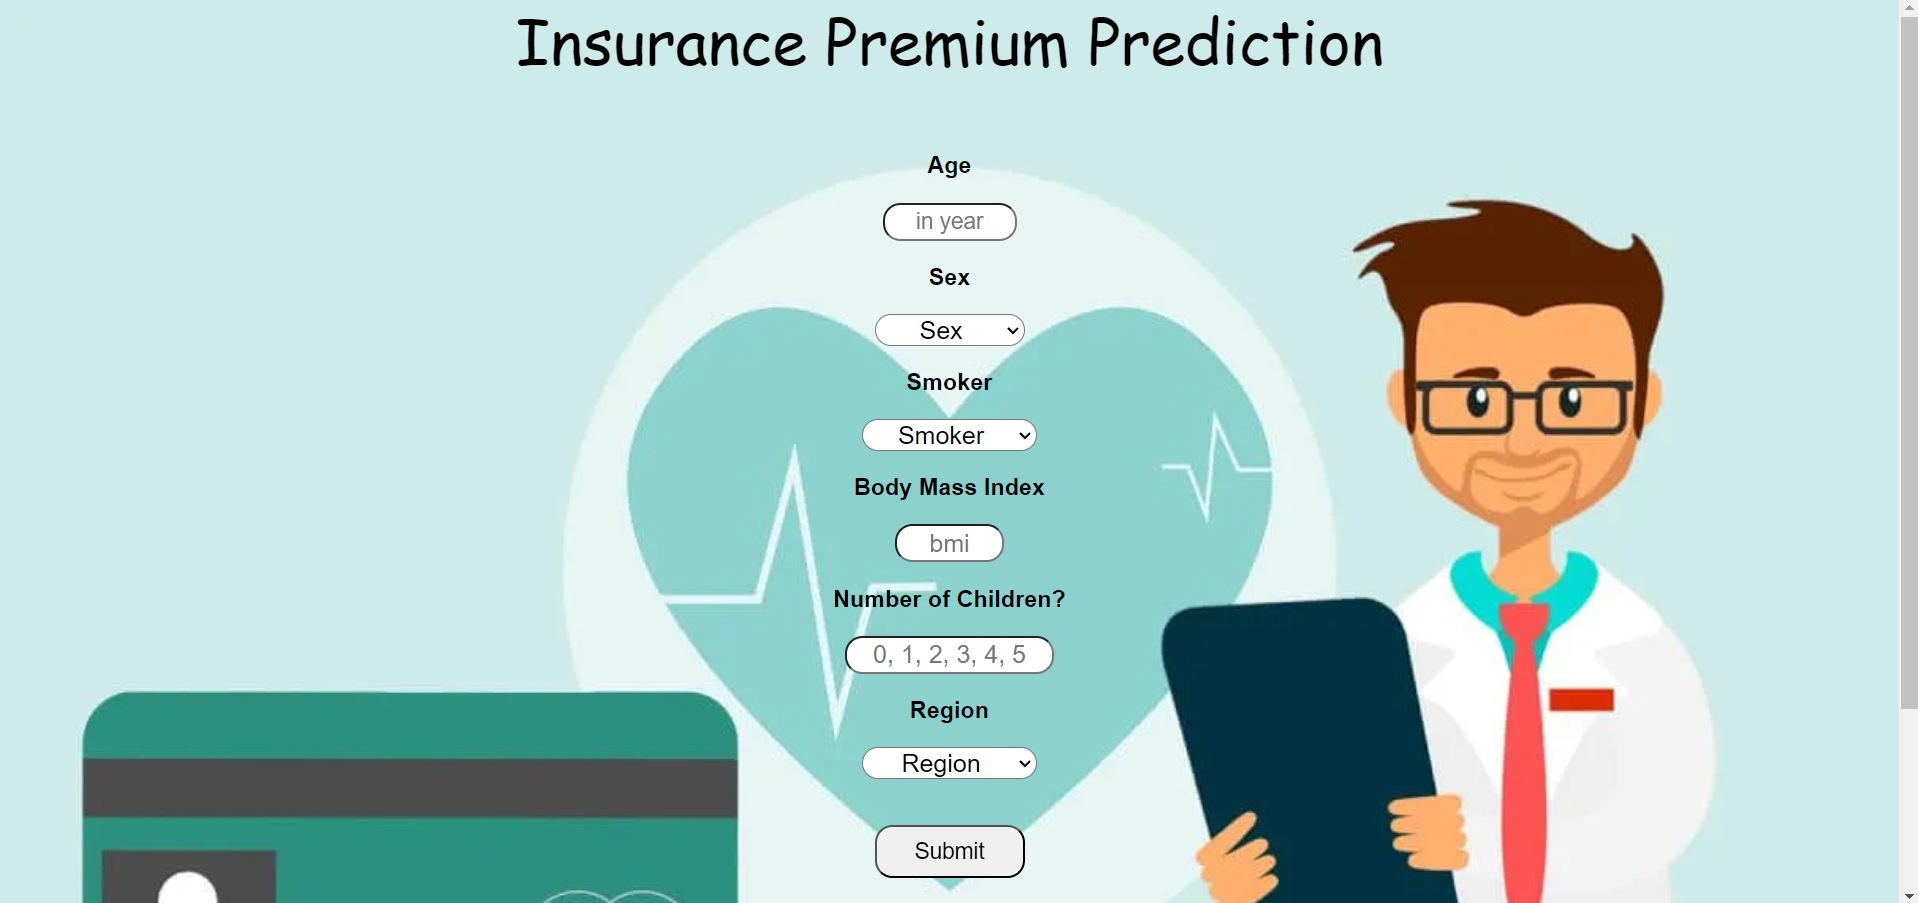 Insurance Premium Prediction
Age
in year
Sex
Sex
Smoker
Smoker
Body Mass Index
bmi
Number of Children?
0, 1, 2, 3, 4, 5
Region
Region
Submit